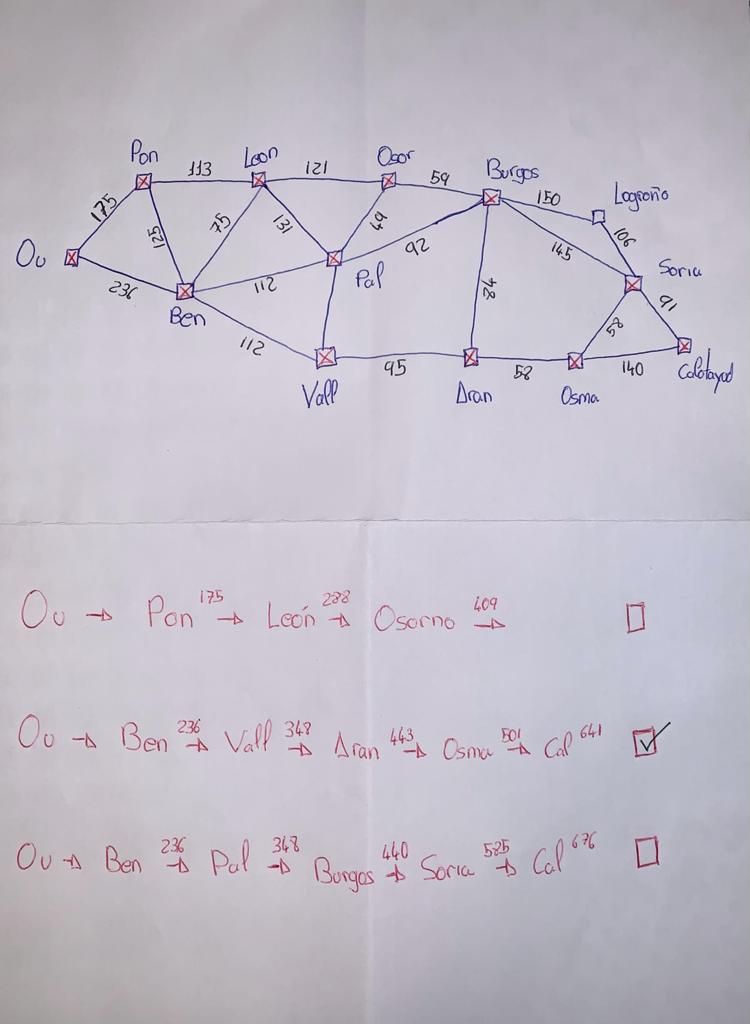 Pon 113 Leon 121 Osor 59 Burgos 150 Logroño
175 125 75 131 49 92 145 106
Ou 236 112 Pal 78 Soria
Ben 58 91
112 Vall 95 Aran 58 Osma 140 Calatayud
Ou → Pon 175 → León 288 → Osorno 409 →
Ou → Ben 236 → Vall 348 → Aran 443 → Osma 501 → Cal 641
Ou → Ben 236 → Pal 348 → Burgos 440 → Soria 585 → Cal 676